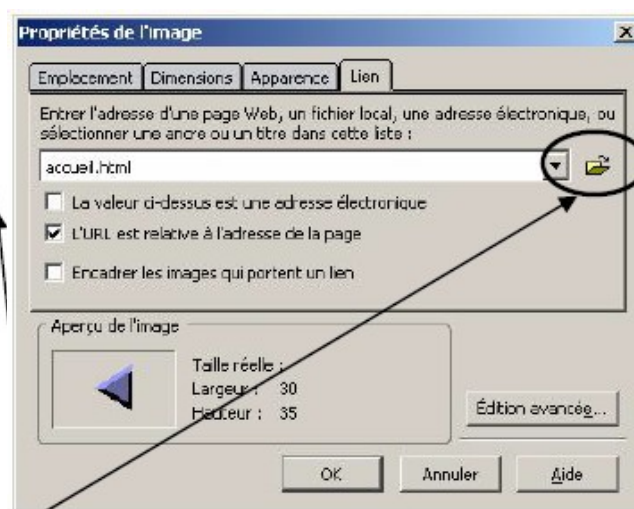 Propriétés de l'image
Emplacement Dimensions Apparence Lien
Entrer l'adresse d'une page Web, un fichier local, une adresse électronique, ou
sélectionner une ancre ou un titre dans cette liste :
accueil.html
La valeur ci-dessus est une adresse électronique
L'URL est relative à l'adresse de la page
Encadrer les images qui portent un lien
Aperçu de l'image
Taille réelle :
Largeur : 30
Hauteur : 35
Édition avancée...
OK Annuler Aide